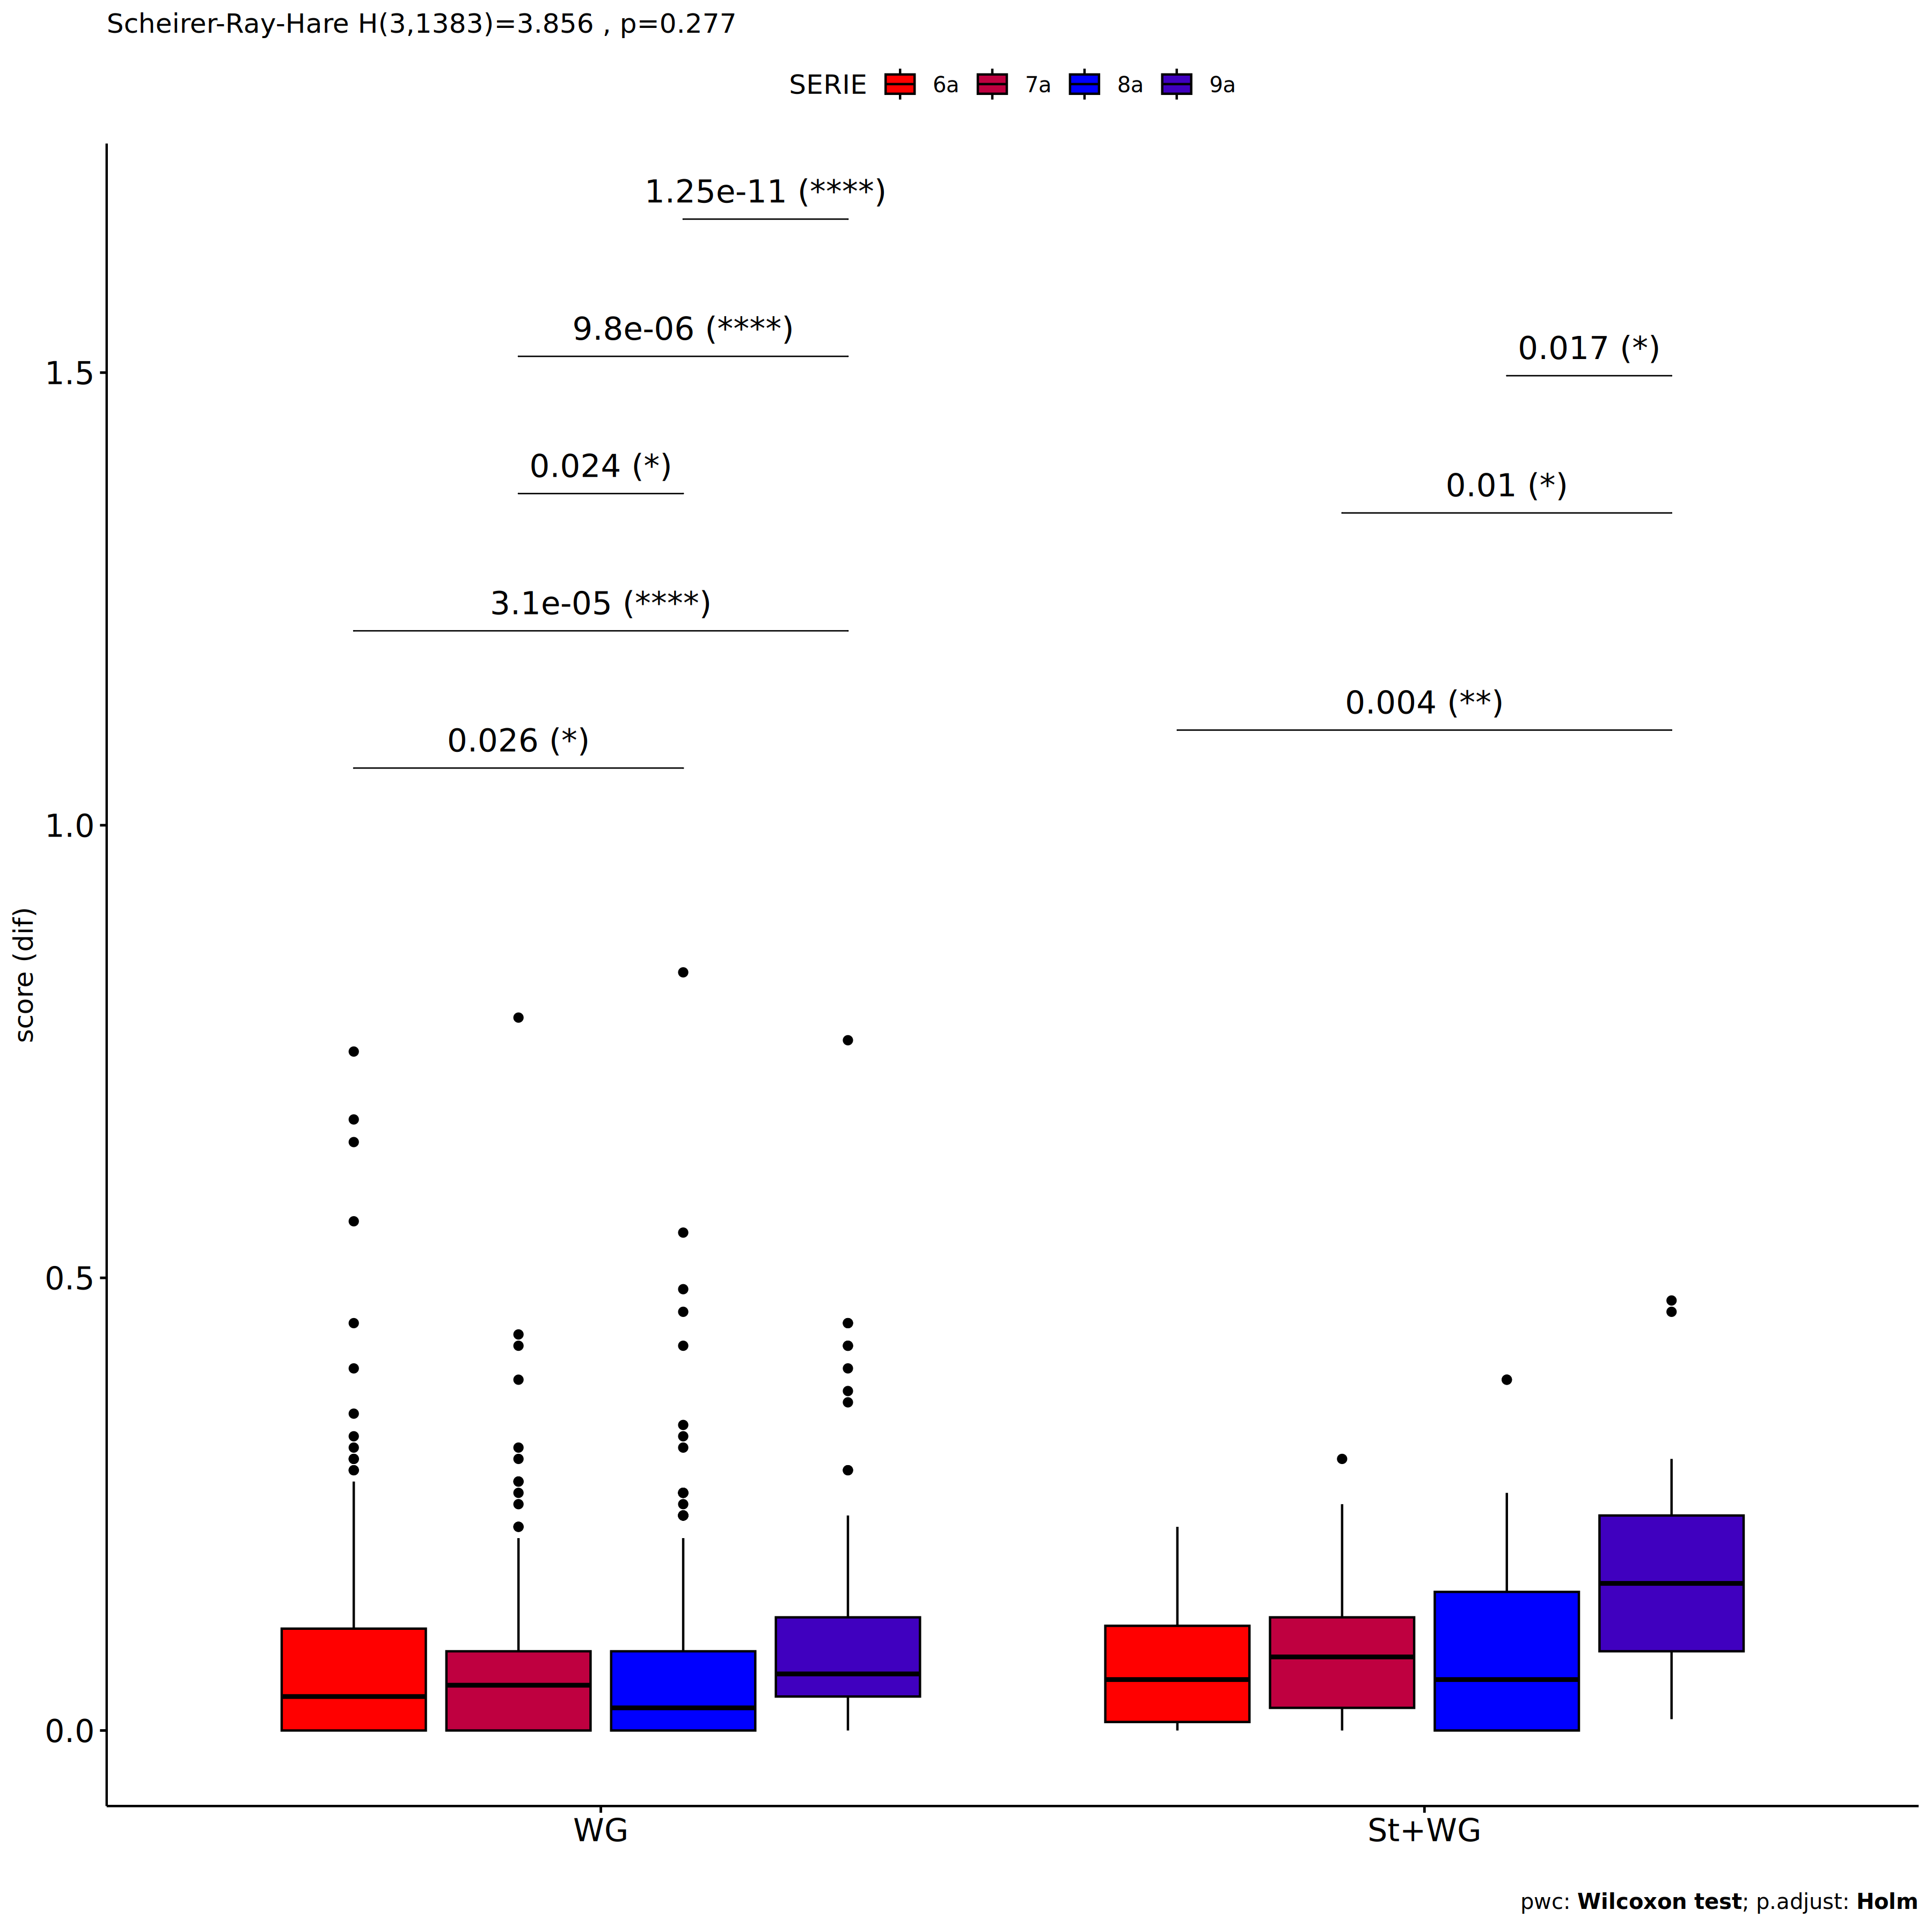 Scheirer-Ray-Hare H(3,1383)=3.856 , p=0.277
SERIE 6a 7a 8a 9a
1.25e-11 (****)
9.8e-06 (****)
0.017 (*)
1.5
0.024 (*)
0.01 (*)
3.1e-05 (****)
0.004 (**)
0.026 (*)
1.0
score (dif)
0.5
0.0
WG
St+WG
pwc: Wilcoxon test; p.adjust: Holm